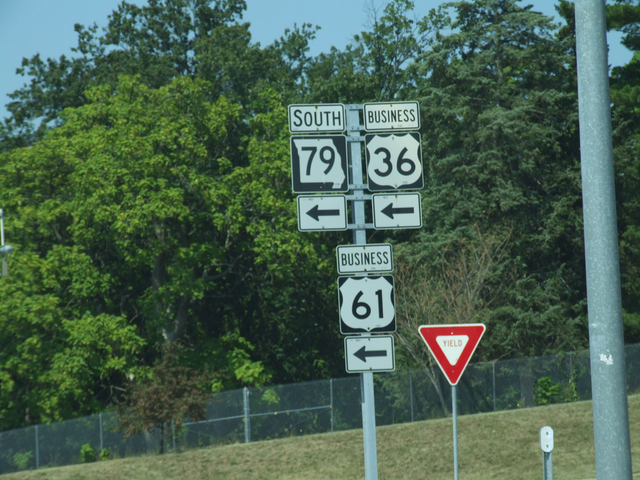 SOUTH
79
BUSINESS
36
BUSINESS
61
YIELD